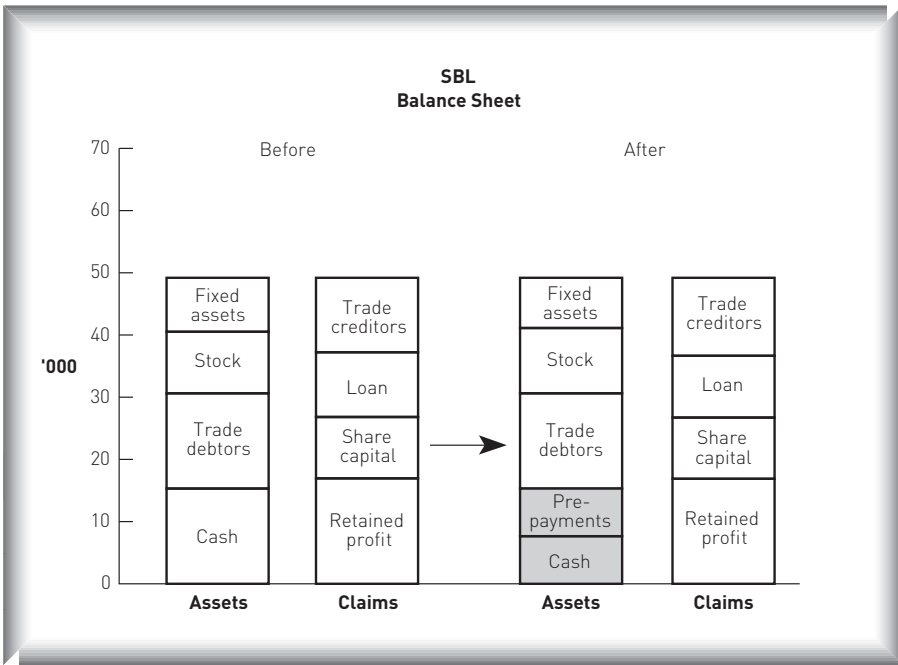 SBL
Balance Sheet
Before
After
70
60
50
40
30
20
10
0
'000
Fixed
assets
Stock
Trade
debtors
Cash
Trade
creditors
Loan
Share
capital
Retained
profit
Fixed
assets
Stock
Trade
debtors
Pre-
payments
Cash
Trade
creditors
Loan
Share
capital
Retained
profit
Assets
Claims
Assets
Claims